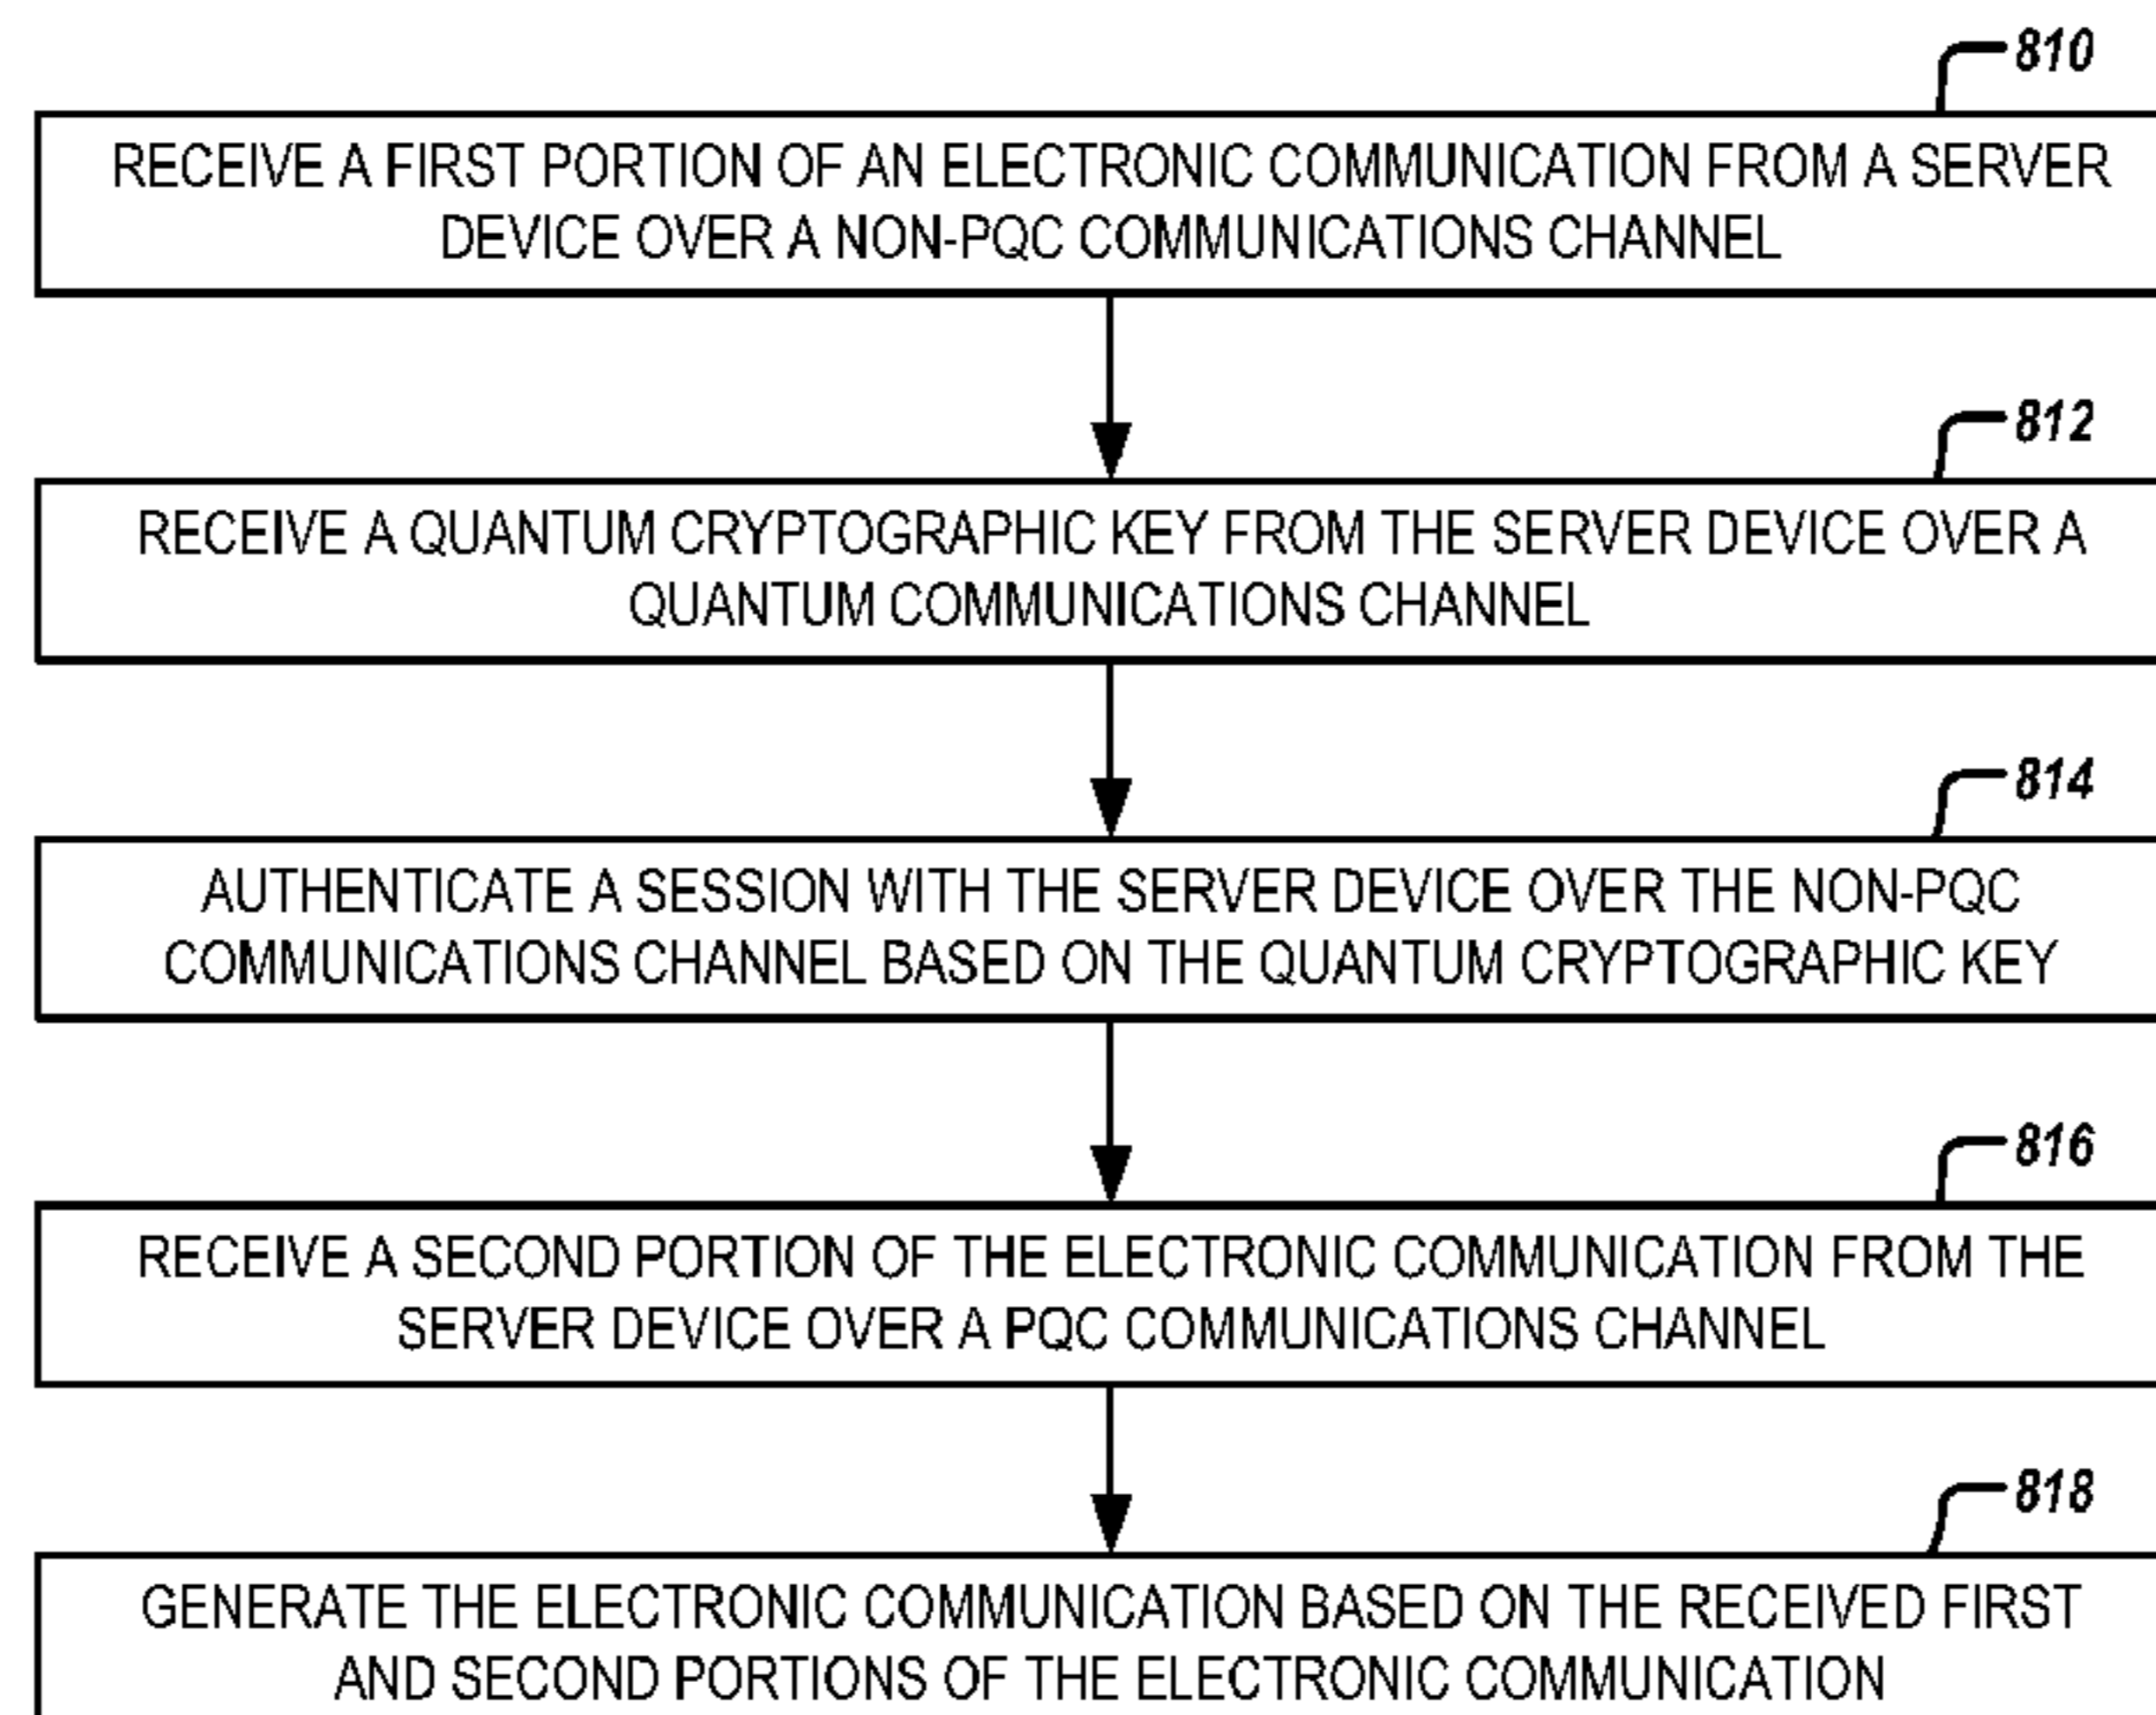 810
RECEIVE A FIRST PORTION OF AN ELECTRONIC COMMUNICATION FROM A SERVER
DEVICE OVER A NON-PQC COMMUNICATIONS CHANNEL
812
RECEIVE A QUANTUM CRYPTOGRAPHIC KEY FROM THE SERVER DEVICE OVER A
QUANTUM COMMUNICATIONS CHANNEL
814
AUTHENTICATE A SESSION WITH THE SERVER DEVICE OVER THE NON-PQC
COMMUNICATIONS CHANNEL BASED ON THE QUANTUM CRYPTOGRAPHIC KEY
816
RECEIVE A SECOND PORTION OF THE ELECTRONIC COMMUNICATION FROM THE
SERVER DEVICE OVER A PQC COMMUNICATIONS CHANNEL
818
GENERATE THE ELECTRONIC COMMUNICATION BASED ON THE RECEIVED FIRST
AND SECOND PORTIONS OF THE ELECTRONIC COMMUNICATION